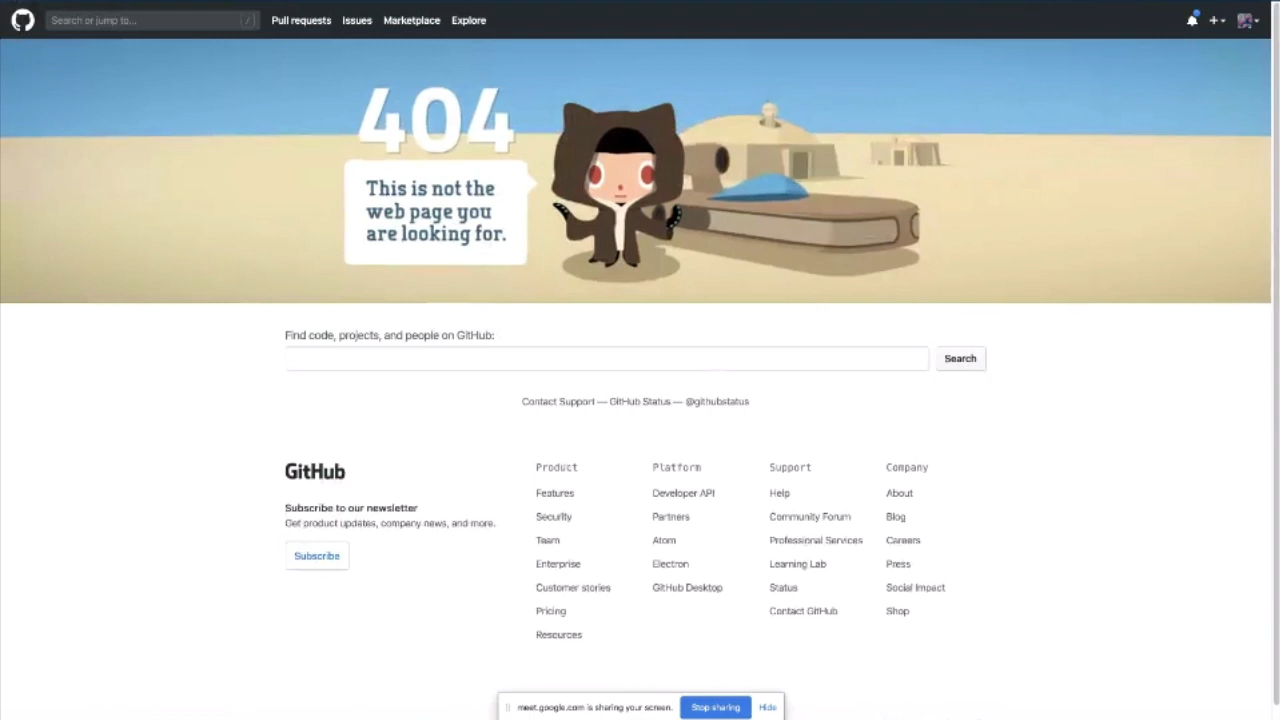 Search or jump to... /
Pull requests Issues Marketplace Explore
404
This is not the
web page you
are looking for.
Find code, projects, and people on GitHub:
Search
Contact Support — GitHub Status — @githubstatus
GitHub
Subscribe to our newsletter
Get product updates, company news, and more.
Subscribe
Product
Features
Security
Team
Enterprise
Customer stories
Pricing
Resources
Platform
Developer API
Partners
Atom
Electron
GitHub Desktop
Support
Help
Community Forum
Professional Services
Learning Lab
Status
Contact GitHub
Company
About
Blog
Careers
Press
Social Impact
Shop
meet.google.com is sharing your screen. Stop sharing Hide